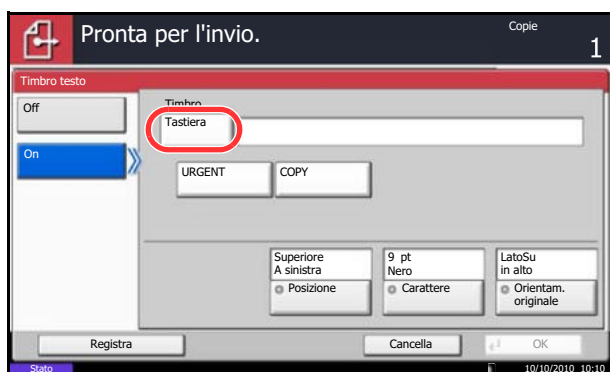 Pronta per l'invio.
Copie
1
Timbro testo
Off
On
Timbro
Tastiera
URGENT
COPY
Superiore
A sinistra
Posizione
9 pt
Nero
Carattere
LatoSu
in alto
Orientam.
originale
Registra
Cancella
OK
Stato
10/10/2010 10:10